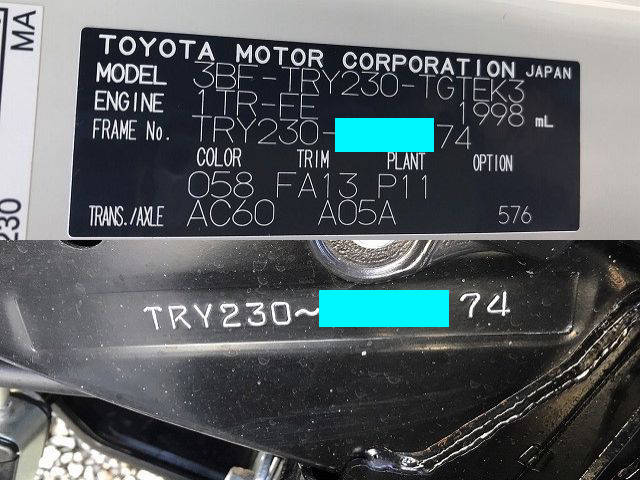 MA
230
TOYOTA MOTOR CORPORATION JAPAN
MODEL 3BF-TRY230-TGTEK3
ENGINE 1TR-FE 1998 mL
FRAME No. TRY230- 74
COLOR TRIM PLANT OPTION
058 FA13 P11
TRANS./AXLE AC60 A05A 576
TRY230~ 74